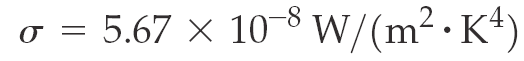 σ = 5.67 × 10⁻⁸ W/(m² · K⁴)